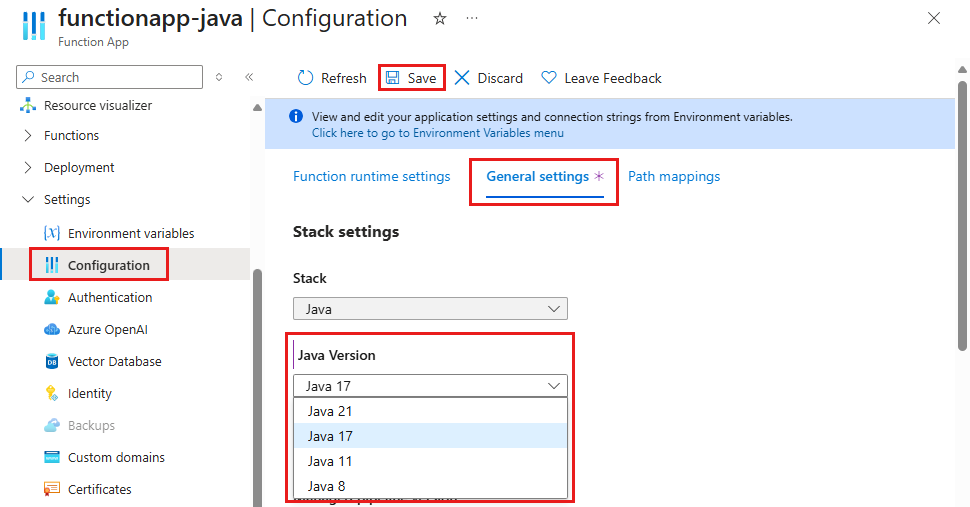 functionapp-java | Configuration
Function App
Search
Resource visualizer
Functions
Deployment
Settings
Environment variables
Configuration
Authentication
Azure OpenAI
Vector Database
Identity
Backups
Custom domains
Certificates
Refresh
Save
Discard
Leave Feedback
View and edit your application settings and connection strings from Environment variables.
Click here to go to Environment Variables menu
Function runtime settings
General settings *
Path mappings
Stack settings
Stack
Java
Java Version
Java 17
Java 21
Java 17
Java 11
Java 8